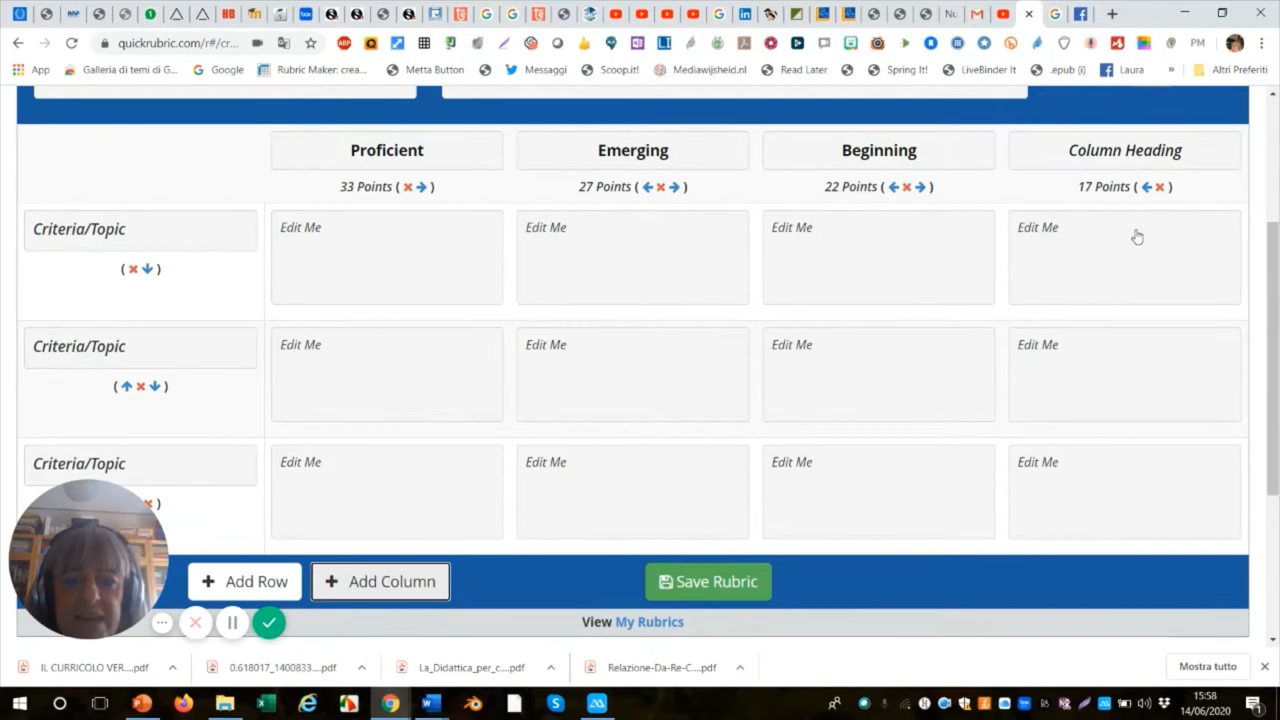 quickrubric.com/r#/cr...
PM
App
Galleria di temi di G...
Google
Rubric Maker: crea...
Metta Button
Messaggi
Scoop.it!
Mediawijsheid.nl
Read Later
Spring It!
LiveBinder It
.epub (i)
Laura
»
Altri Preferiti
Proficient
Emerging
Beginning
Column Heading
33 Points ( )
27 Points ( )
22 Points ( )
17 Points ( )
Criteria/Topic
Edit Me
Edit Me
Edit Me
Edit Me
Criteria/Topic
Edit Me
Edit Me
Edit Me
Edit Me
Criteria/Topic
Edit Me
Edit Me
Edit Me
Edit Me
+ Add Row
+ Add Column
Save Rubric
View My Rubrics
IL CURRICOLO VER....pdf
0.618017_1400833....pdf
La_Didattica_per_c....pdf
Relazione-Da-Re-C....pdf
Mostra tutto
15:58
14/06/2020